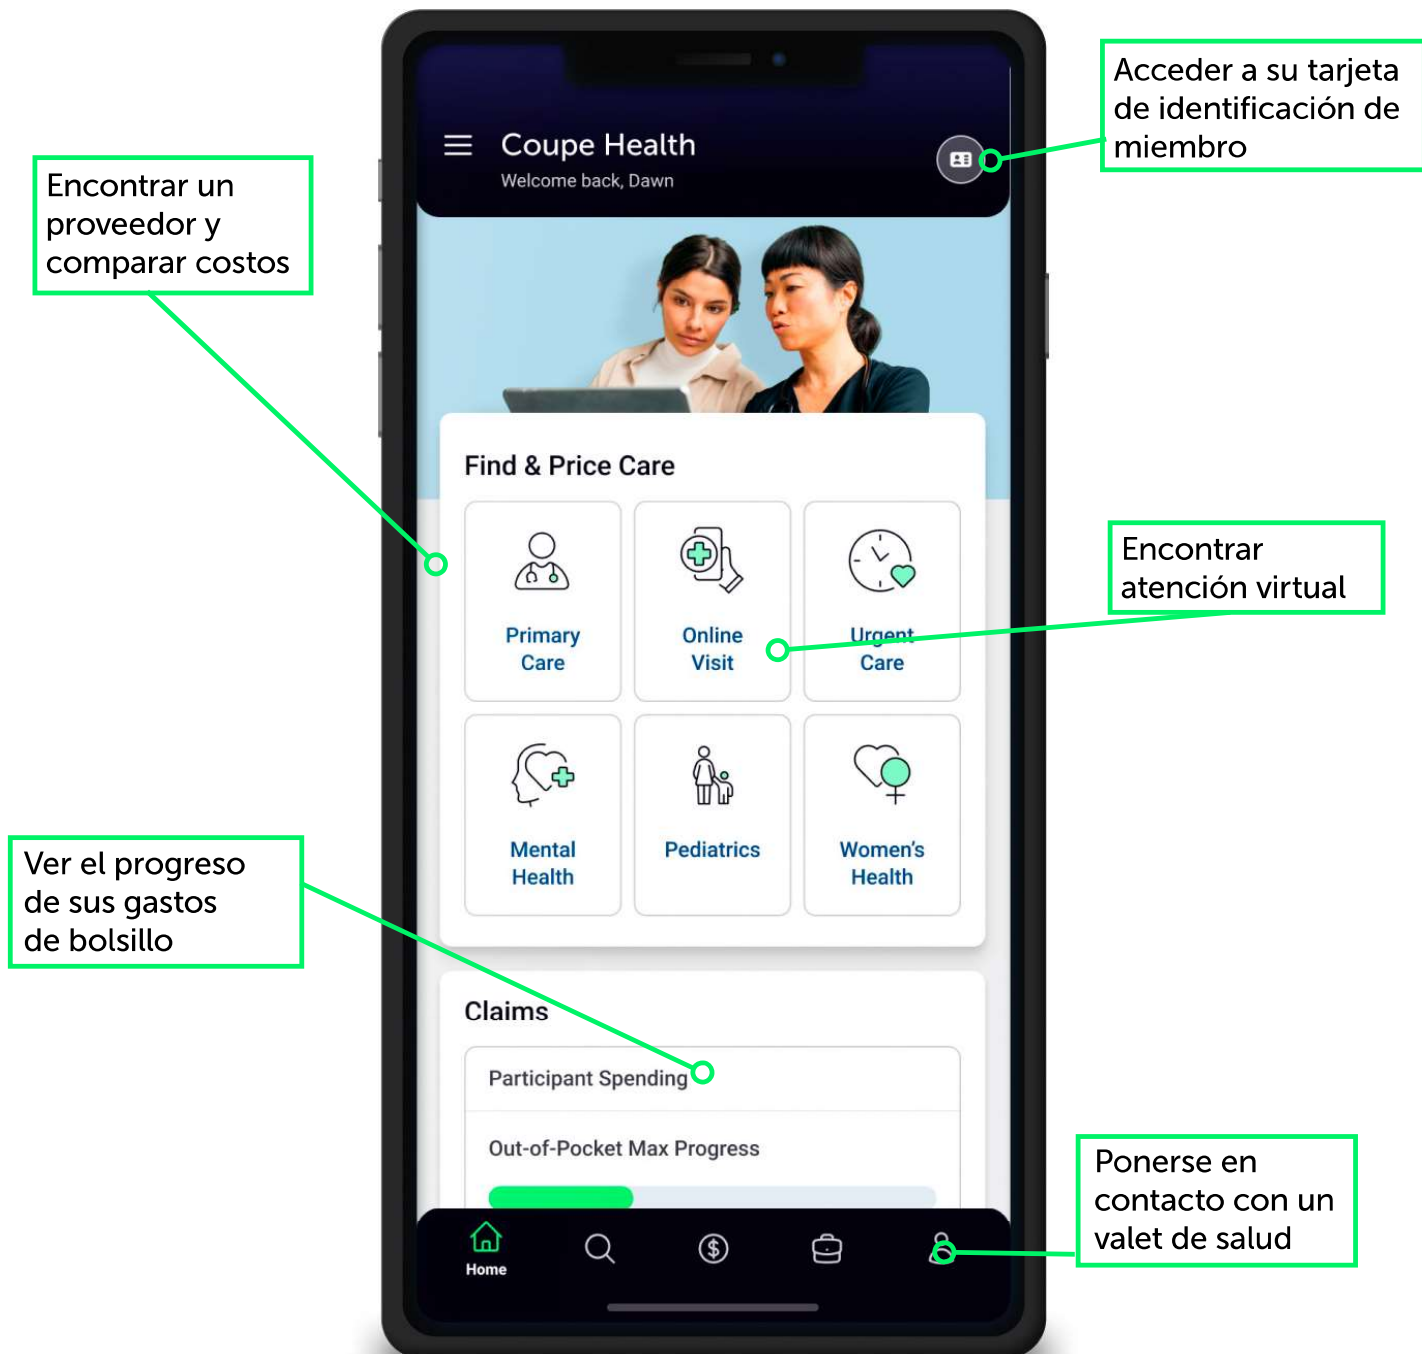 Acceder a su tarjeta
de identificación de
miembro
Coupe Health
Welcome back, Dawn
Encontrar un
proveedor y
comparar costos
Find & Price Care
Primary
Care
Online
Visit
Urgent
Care
Encontrar
atención virtual
Mental
Health
Pediatrics
Women's
Health
Ver el progreso
de sus gastos
de bolsillo
Claims
Participant Spending
Out-of-Pocket Max Progress
Ponerse en
contacto con un
valet de salud
Home